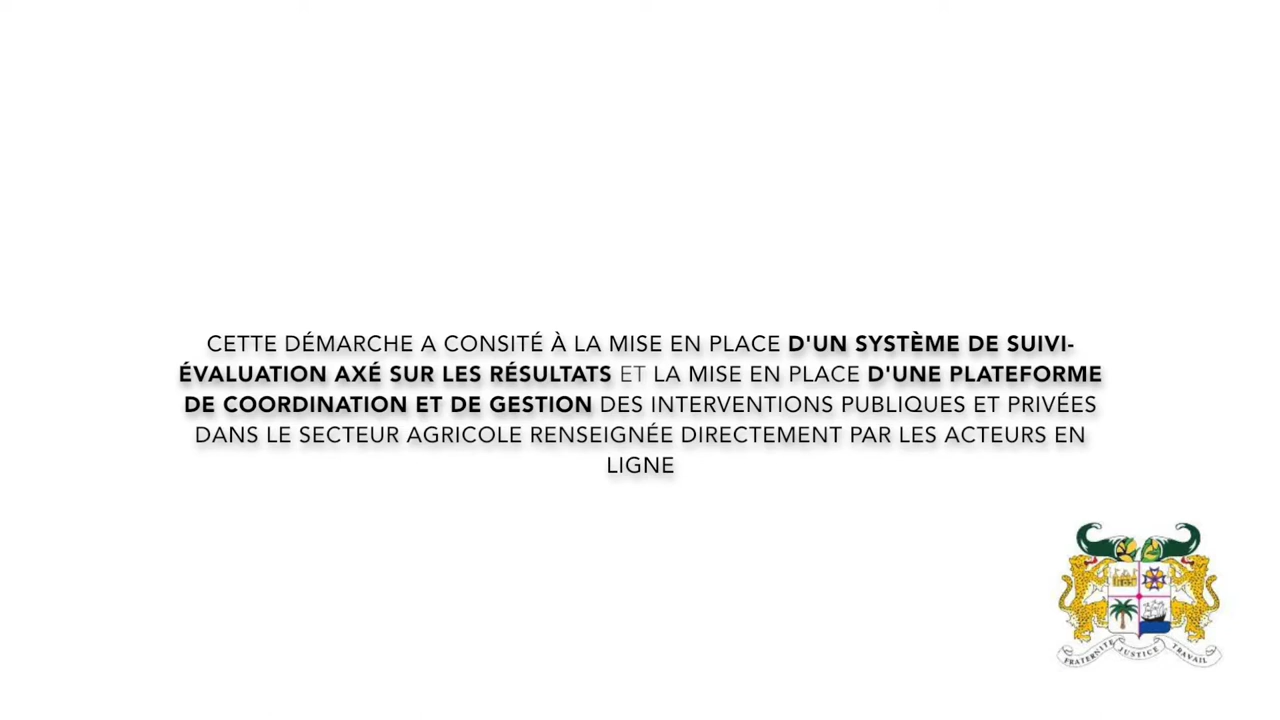 CETTE DÉMARCHE A CONSITÉ À LA MISE EN PLACE D'UN SYSTÈME DE SUIVI-
ÉVALUATION AXÉ SUR LES RÉSULTATS ET LA MISE EN PLACE D'UNE PLATEFORME
DE COORDINATION ET DE GESTION DES INTERVENTIONS PUBLIQUES ET PRIVÉES
DANS LE SECTEUR AGRICOLE RENSEIGNÉE DIRECTEMENT PAR LES ACTEURS EN
LIGNE
FRATERNITE JUSTICE TRAVAIL